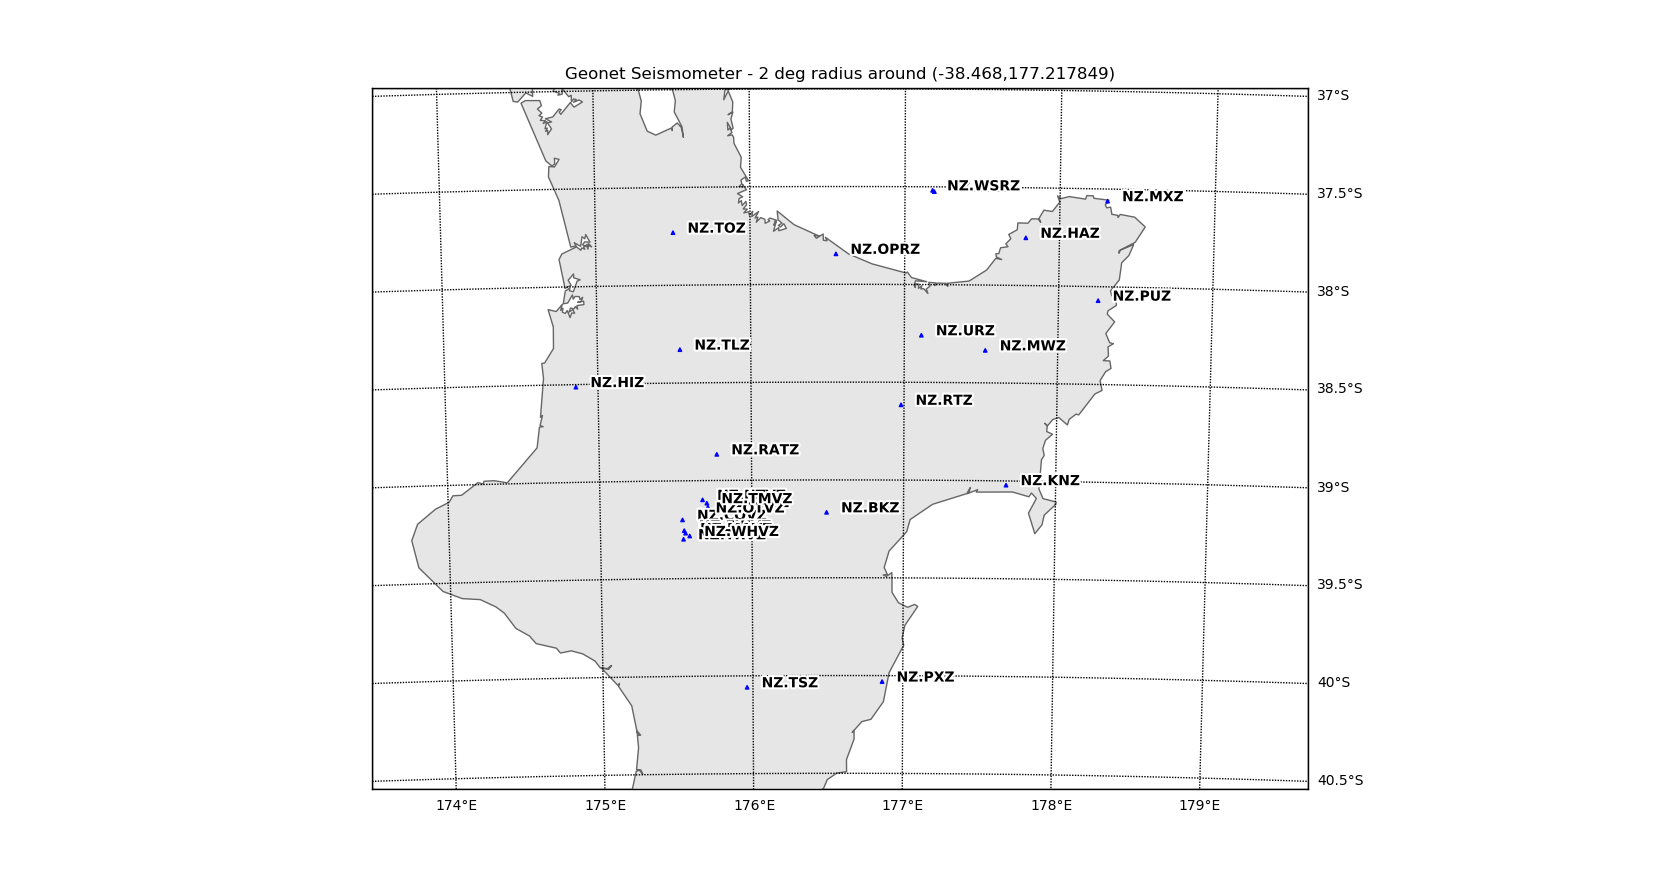 Geonet Seismometer - 2 deg radius around (-38.468,177.217849)
37°S
NZ.WSRZ
37.5°S
NZ.MXZ
NZ.TOZ
NZ.HAZ
NZ.OPRZ
38°S
NZ.PUZ
NZ.URZ
NZ.TLZ
NZ.MWZ
NZ.HIZ
38.5°S
NZ.RTZ
NZ.RATZ
NZ.KNZ
39°S
NZ.TMVZ
NZ.OTVZ
NZ.BKZ
NZ.COVZ
NZ.WHVZ
39.5°S
NZ.PXZ
NZ.TSZ
40°S
40.5°S
174°E 175°E 176°E 177°E 178°E 179°E